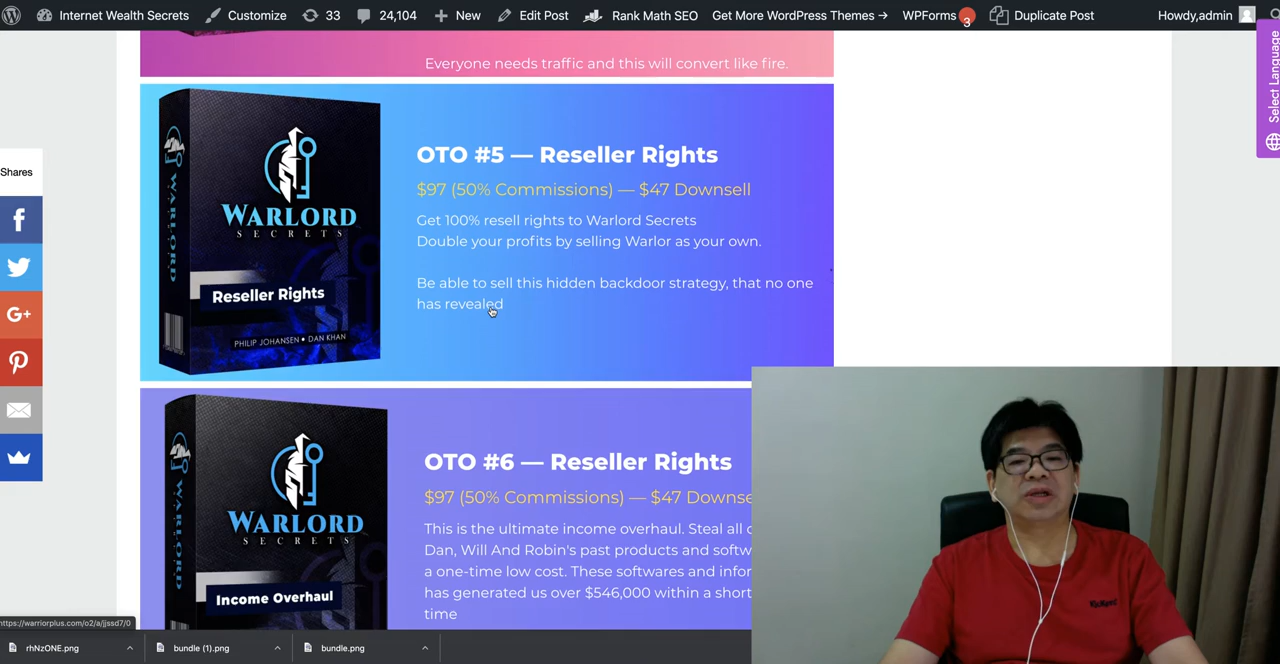 Internet Wealth Secrets Customize 33 24,104 New Edit Post Rank Math SEO Get More WordPress Themes → WPForms 3 Duplicate Post Howdy,admin
Select Language
Everyone needs traffic and this will convert like fire.
Shares
WARLORD
WARLORD
SECRETS
Reseller Rights
PHILIP JOHANSEN • DAN KHAN
OTO #5 — Reseller Rights
$97 (50% Commissions) — $47 Downsell
Get 100% resell rights to Warlord Secrets
Double your profits by selling Warlor as your own.
Be able to sell this hidden backdoor strategy, that no one
has revealed
WARLORD
WARLORD
SECRETS
Income Overhaul
OTO #6 — Reseller Rights
$97 (50% Commissions) — $47 Downse
This is the ultimate income overhaul. Steal all
Dan, Will And Robin's past products and softw
a one-time low cost. These softwares and infor
has generated us over $546,000 within a short
time
https://warriorplus.com/o2/a/jjssd7/0
rhNzONE.png bundle (1).png bundle.png